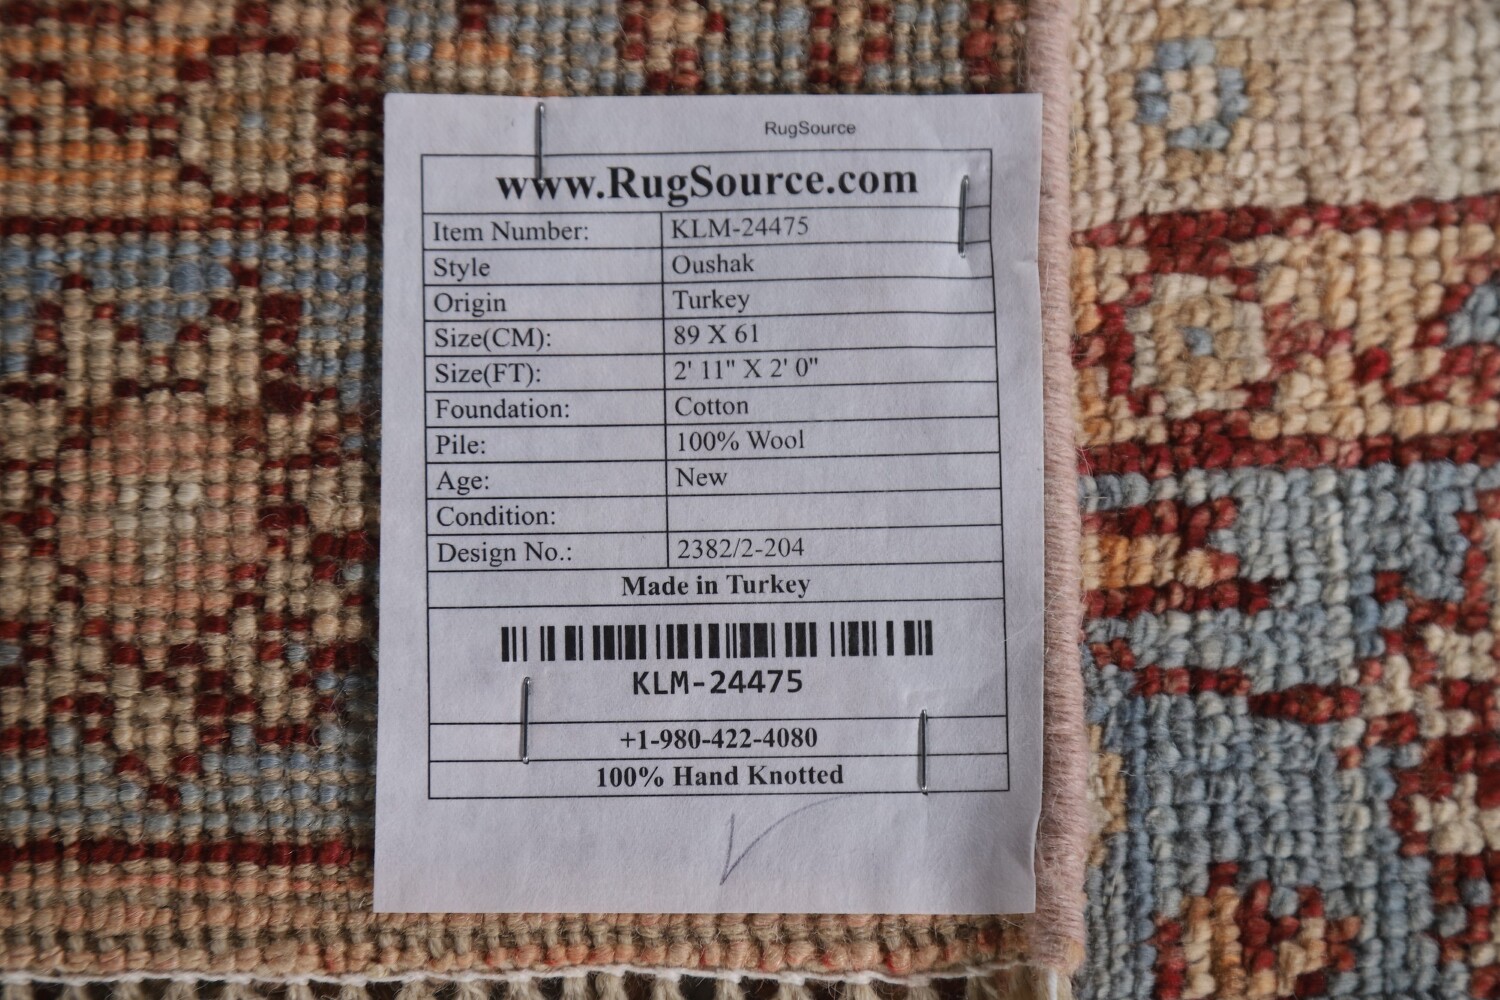 RugSource
www.RugSource.com
Item Number: KLM-24475
Style Oushak
Origin Turkey
Size(CM): 89 X 61
Size(FT): 2' 11" X 2' 0"
Foundation: Cotton
Pile: 100% Wool
Age: New
Condition:
Design No.: 2382/2-204
Made in Turkey
KLM-24475
+1-980-422-4080
100% Hand Knotted